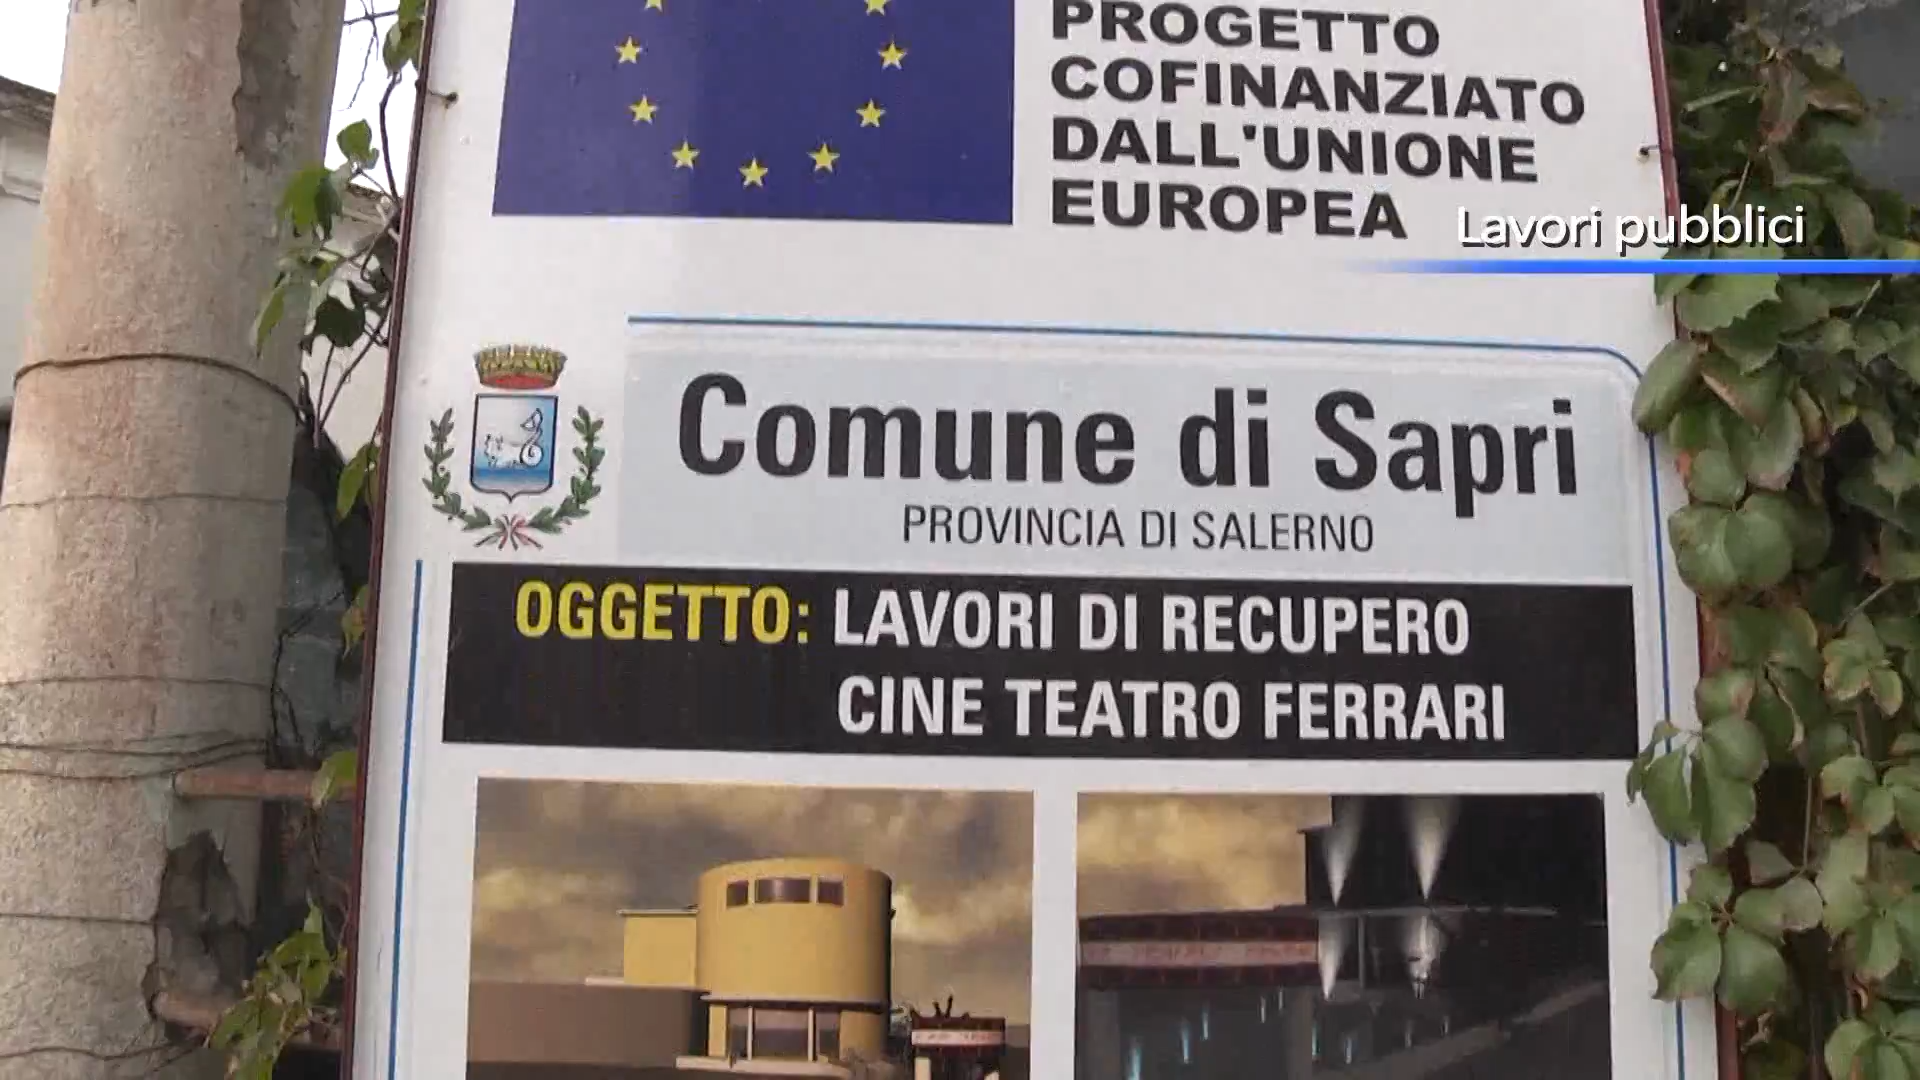 PROGETTO
COFINANZIATO
DALL'UNIONE
EUROPEA
Lavori pubblici
Comune di Sapri
PROVINCIA DI SALERNO
OGGETTO: LAVORI DI RECUPERO
CINE TEATRO FERRARI